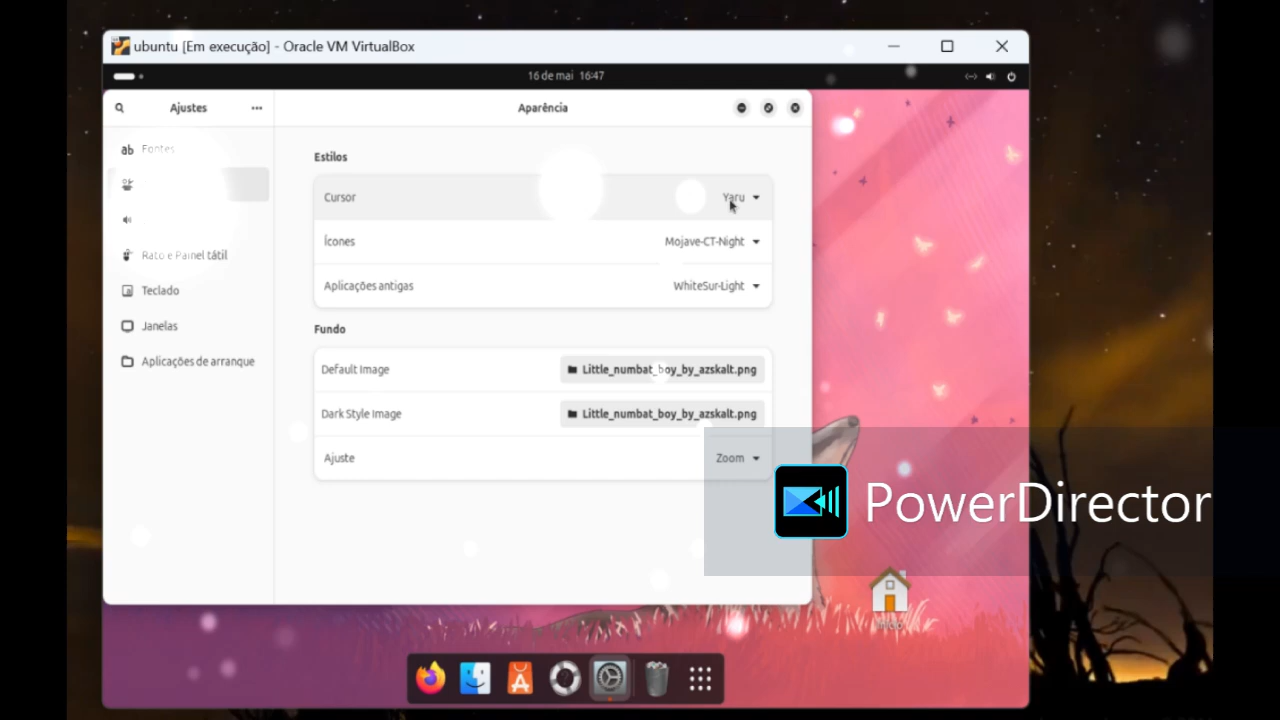 ubuntu [Em execução] - Oracle VM VirtualBox
16 de mai 16:47
Ajustes
Aparência
Fontes
Rato e Painel tátil
Teclado
Janelas
Aplicações de arranque
Estilos
Cursor Yaru
Ícones Mojave-CT-Night
Aplicações antigas WhiteSur-Light
Fundo
Default Image Little_numbat_boy_by_azskalt.png
Dark Style Image Little_numbat_boy_by_azskalt.png
Ajuste Zoom
PowerDirector